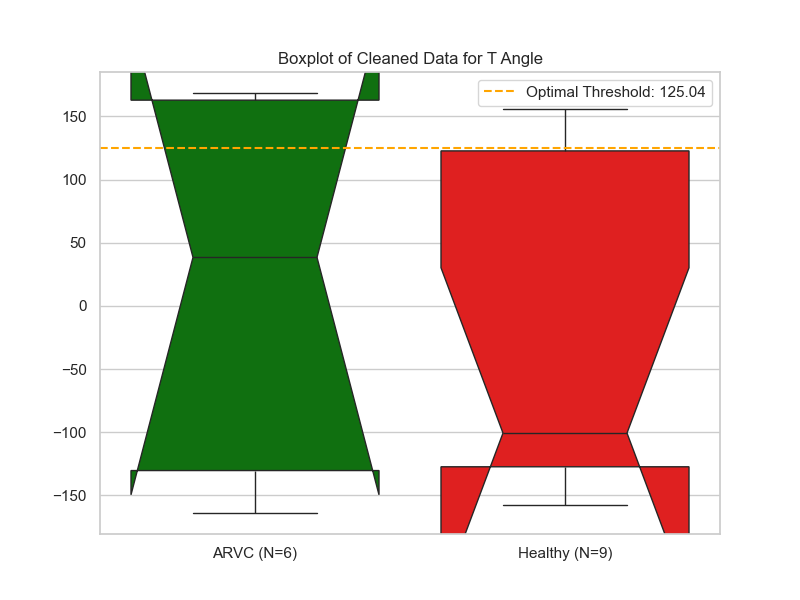 Boxplot of Cleaned Data for T Angle
Optimal Threshold: 125.04
150
100
50
0
−50
−100
−150
ARVC (N=6)
Healthy (N=9)